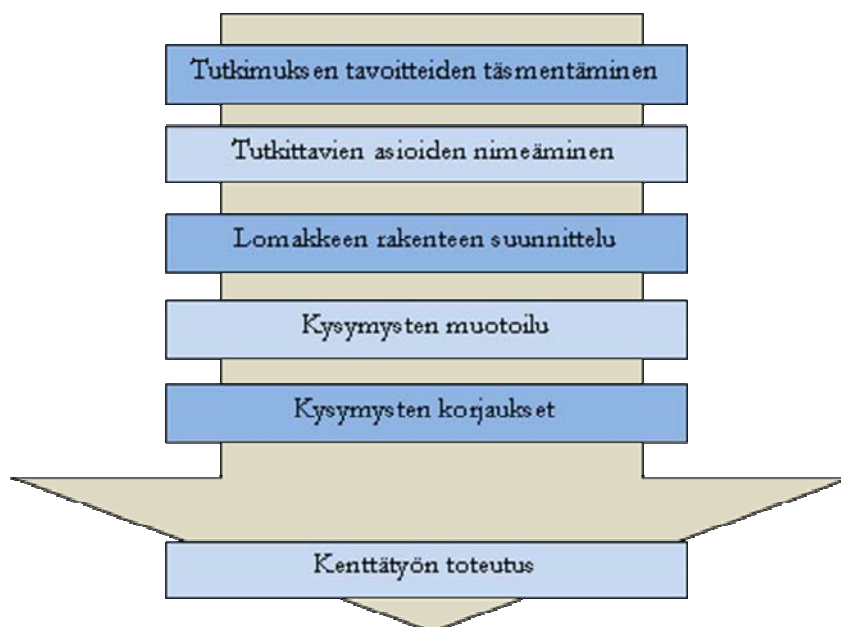 Tutkimuksen tavoitteiden täsmentäminen
Tutkittavien asioiden nimeäminen
Lomakkeen rakenteen suunnittelu
Kysymysten muotoilu
Kysymysten korjaukset
Kenttätyön toteutus